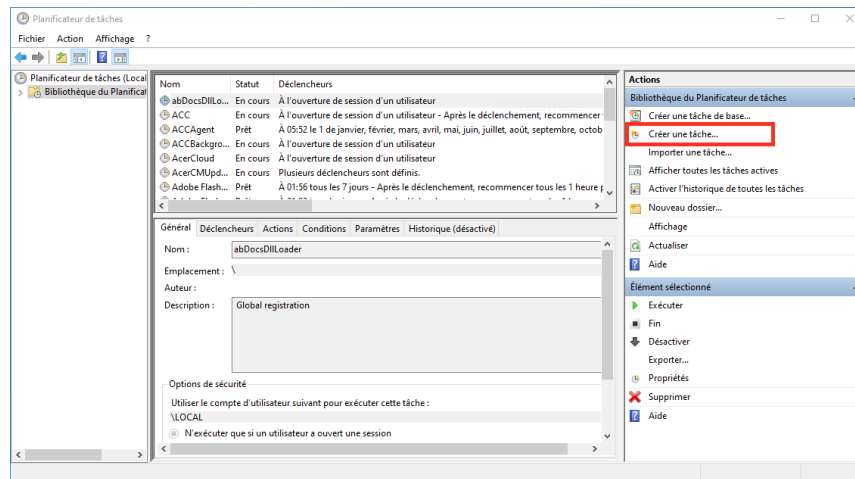 Planificateur de tâches
Fichier Action Affichage ?
Planificateur de tâches (Local
Bibliothèque du Planificat
Nom Statut Déclencheurs
abDocsDllLo... En cours À l'ouverture de session d'un utilisateur
ACC En cours À l'ouverture de session d'un utilisateur - Après le déclenchement, recommencer
ACCAgent Prêt À 05:52 le 1 de janvier, février, mars, avril, mai, juin, juillet, août, septembre, octob
ACCBackgro... En cours À l'ouverture de session d'un utilisateur
AcerCloud En cours À l'ouverture de session d'un utilisateur
AcerCMUpd... En cours Plusieurs déclencheurs sont définis.
Adobe Flash... Prêt À 01:56 tous les 7 jours - Après le déclenchement, recommencer tous les 1 heure
Général Déclencheurs Actions Conditions Paramètres Historique (désactivé)
Nom : abDocsDllLoader
Emplacement : \
Auteur :
Description : Global registration
Options de sécurité
Utiliser le compte d'utilisateur suivant pour exécuter cette tâche :
\LOCAL
N'exécuter que si un utilisateur a ouvert une session
Actions
Bibliothèque du Planificateur de tâches
Créer une tâche de base...
Créer une tâche...
Importer une tâche...
Afficher toutes les tâches actives
Activer l'historique de toutes les tâches
Nouveau dossier...
Affichage
Actualiser
Aide
Élément sélectionné
Exécuter
Fin
Désactiver
Exporter...
Propriétés
Supprimer
Aide